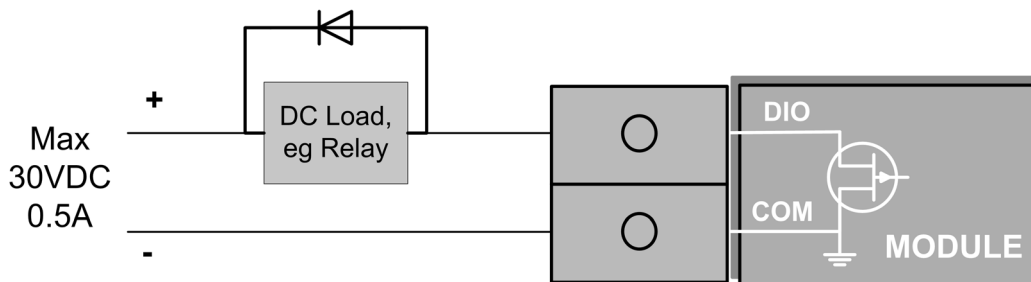 +
Max
30VDC
0.5A
-
DC Load,
eg Relay
DIO
COM
MODULE